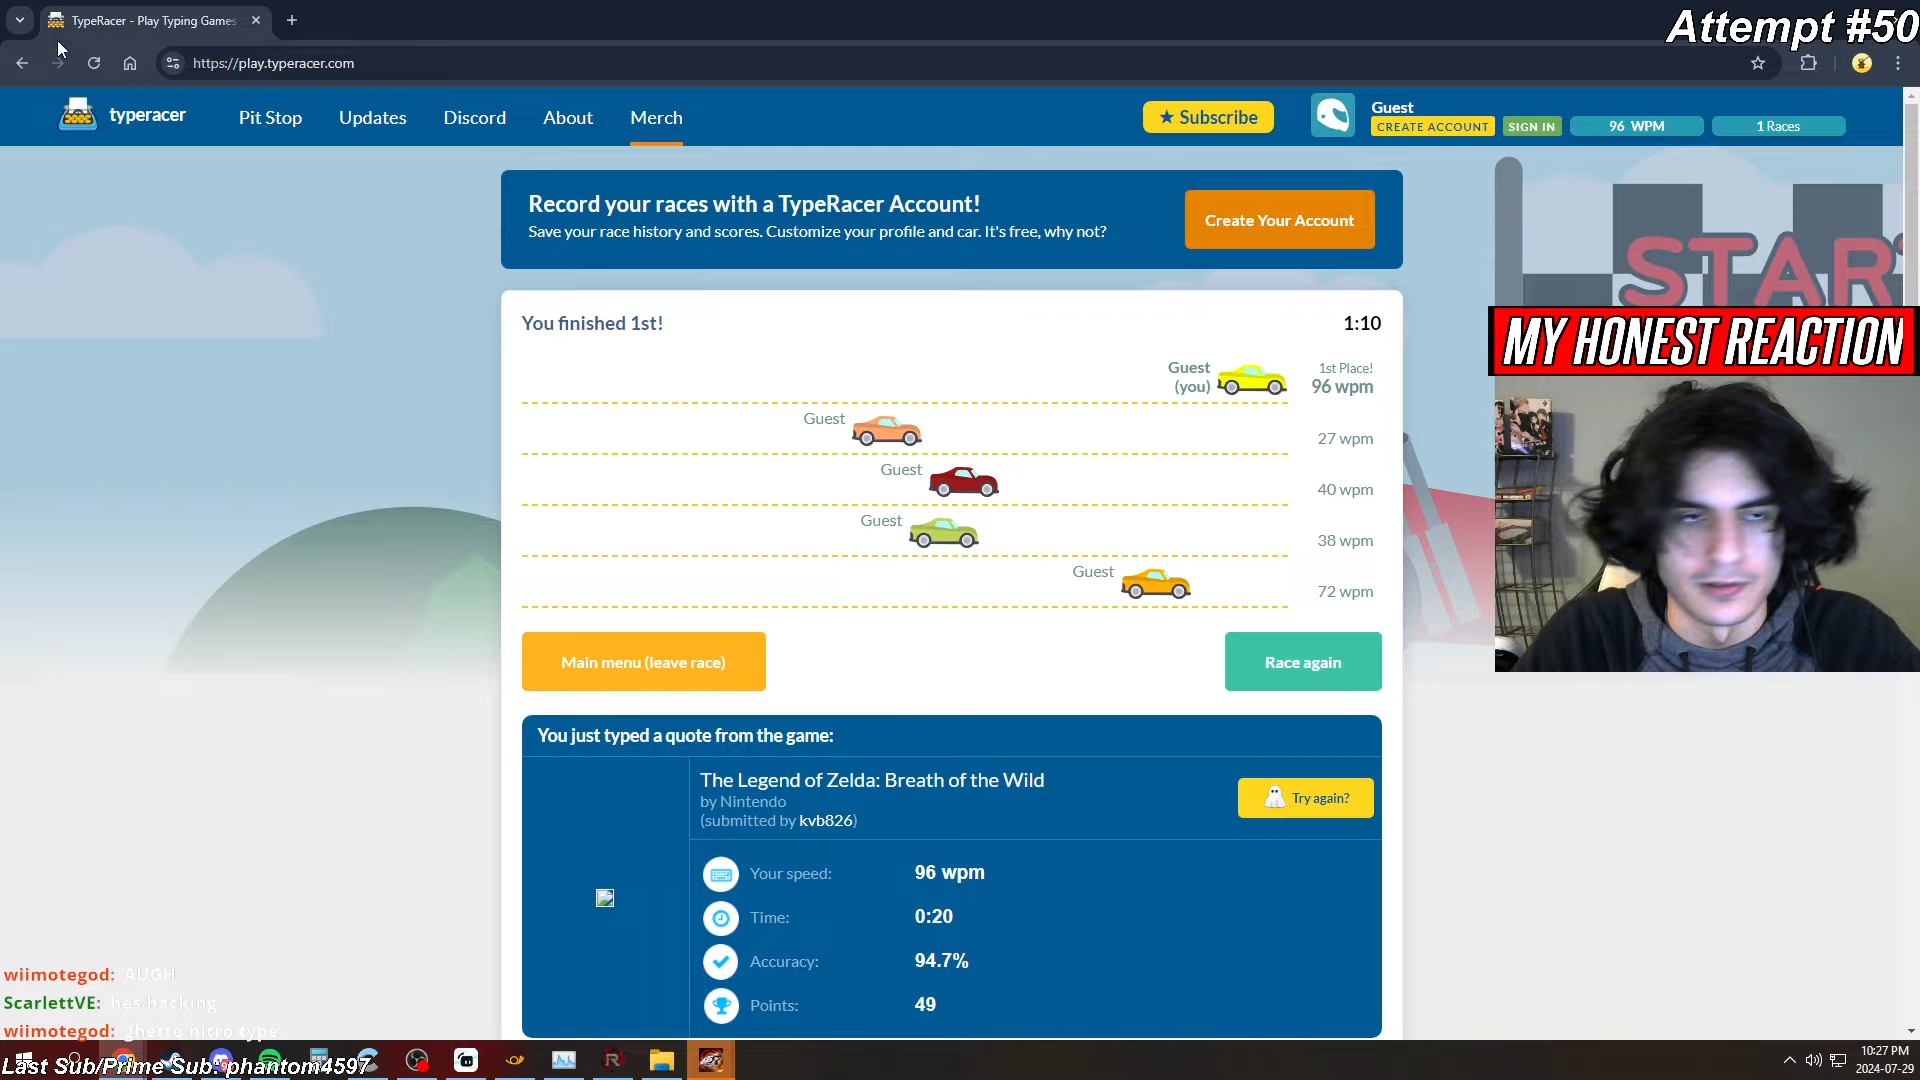 TypeRacer - Play Typing Games
Attempt #50
https://play.typeracer.com
typeracer
Pit Stop
Updates
Discord
About
Merch
★ Subscribe
Guest
CREATE ACCOUNT
SIGN IN
96 WPM
1 Races
Record your races with a TypeRacer Account!
Save your race history and scores. Customize your profile and car. It's free, why not?
Create Your Account
STAR
MY HONEST REACTION
You finished 1st!
1:10
Guest
(you)
1st Place!
96 wpm
Guest
27 wpm
Guest
40 wpm
Guest
38 wpm
Guest
72 wpm
Main menu (leave race)
Race again
You just typed a quote from the game:
The Legend of Zelda: Breath of the Wild
by Nintendo
(submitted by kvb826)
Try again?
Your speed:
96 wpm
Time:
0:20
Accuracy:
94.7%
Points:
49
wiimotegod: AUGH
ScarlettVE: hes hacking
wiimotegod: ghetto nitro type
Last Sub/Prime Sub: phantom4597
10:27 PM
2024-07-29